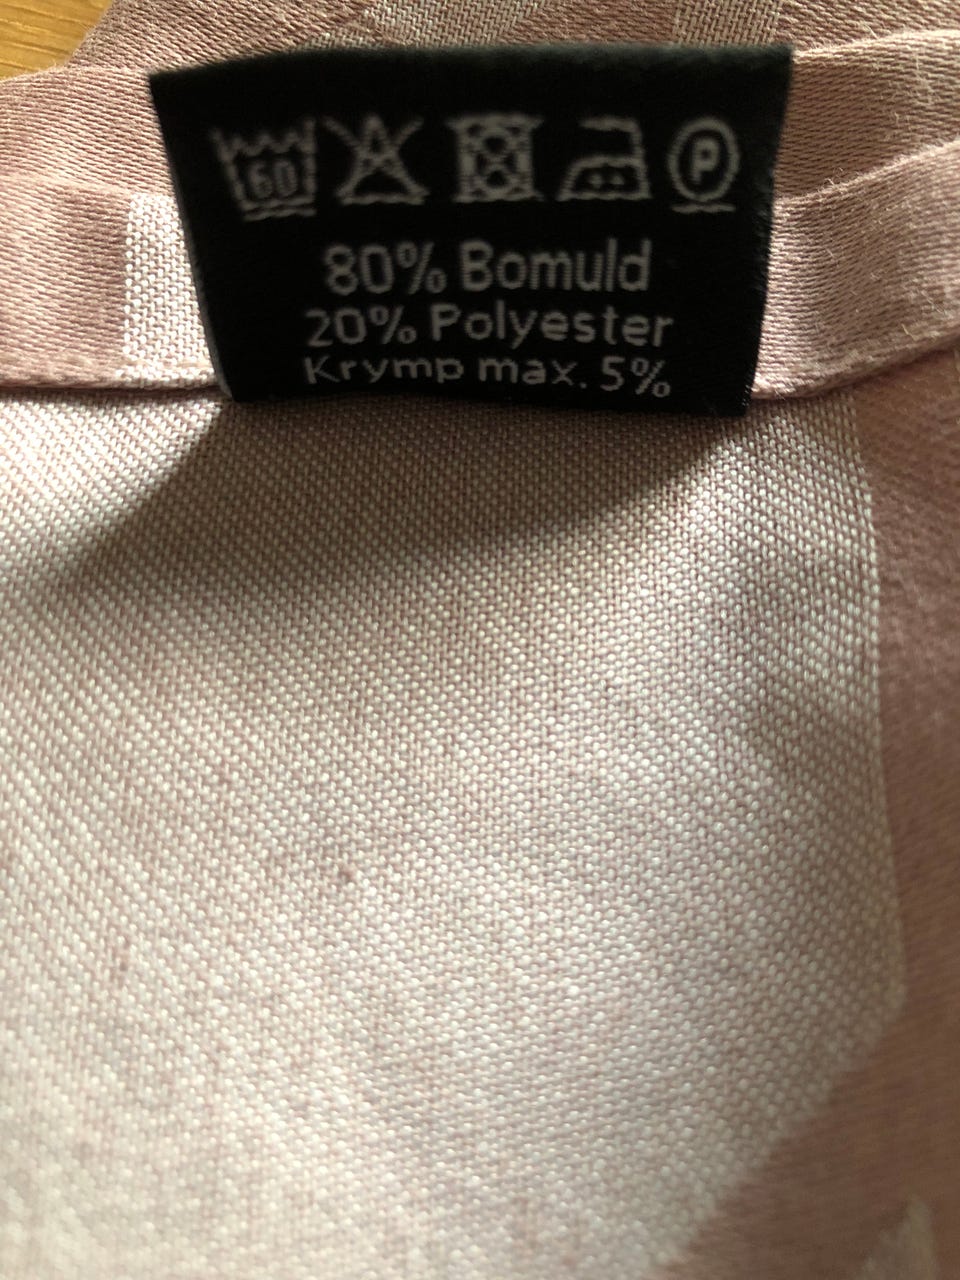 60 P
80% Bomuld
20% Polyester
Krymp max. 5%